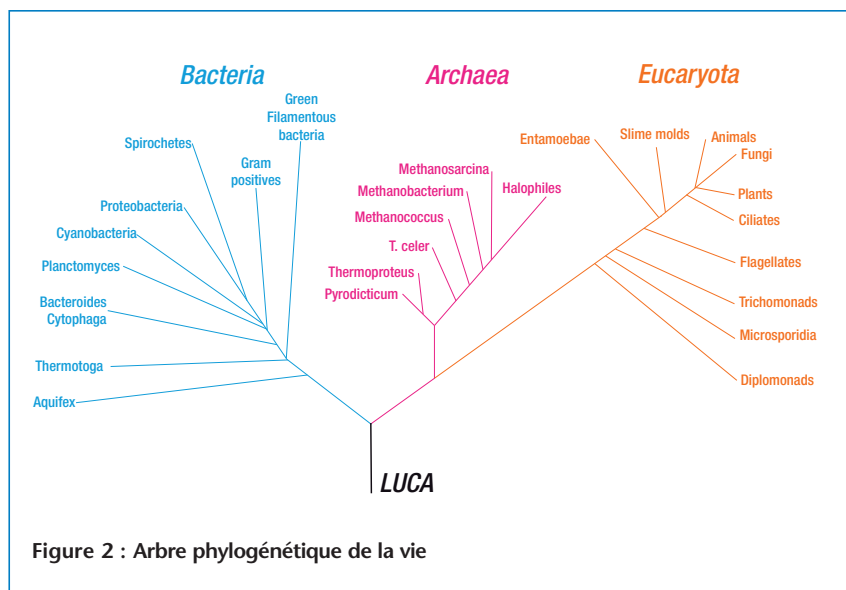 Bacteria
Archaea
Eucaryota
Green
Filamentous
bacteria
Spirochetes
Gram
positives
Proteobacteria
Cyanobacteria
Planctomyces
Bacteroides
Cytophaga
Thermotoga
Aquifex
Methanosarcina
Halophiles
Methanobacterium
Methanococcus
T. celer
Thermoproteus
Pyrodicticum
Entamoebae
Slime molds
Animals
Fungi
Plants
Ciliates
Flagellates
Trichomonads
Microsporidia
Diplomonads
LUCA
Figure 2 : Arbre phylogénétique de la vie